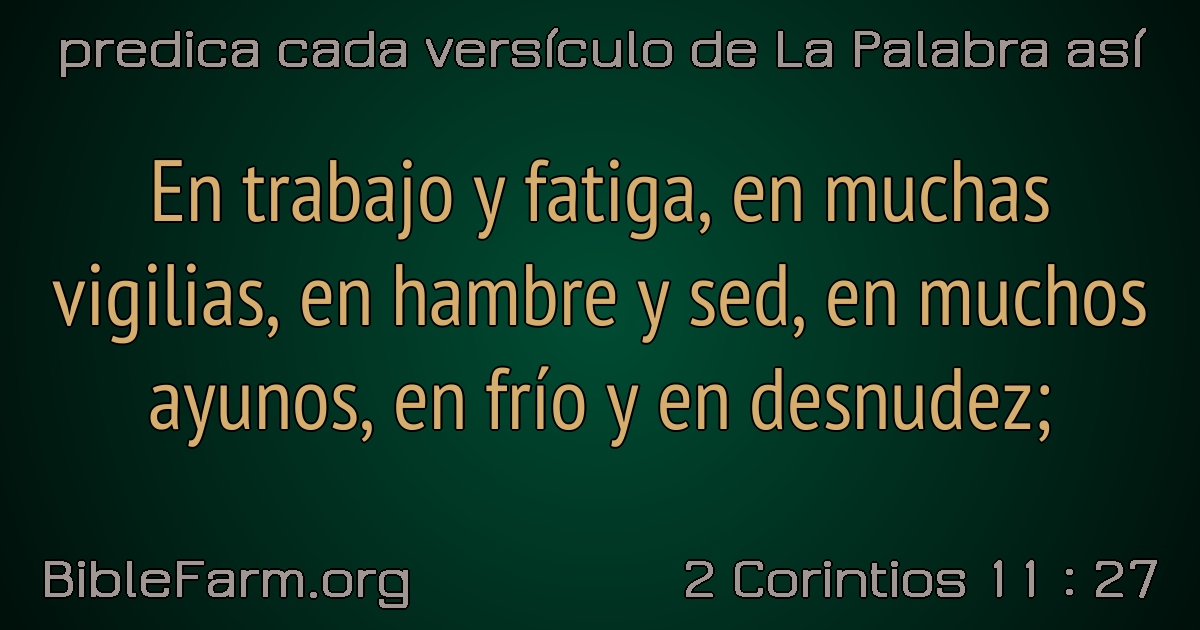 predica cada versículo de La Palabra así
En trabajo y fatiga, en muchas
vigilias, en hambre y sed, en muchos
ayunos, en frío y en desnudez;
BibleFarm.org
2 Corintios 11 : 27